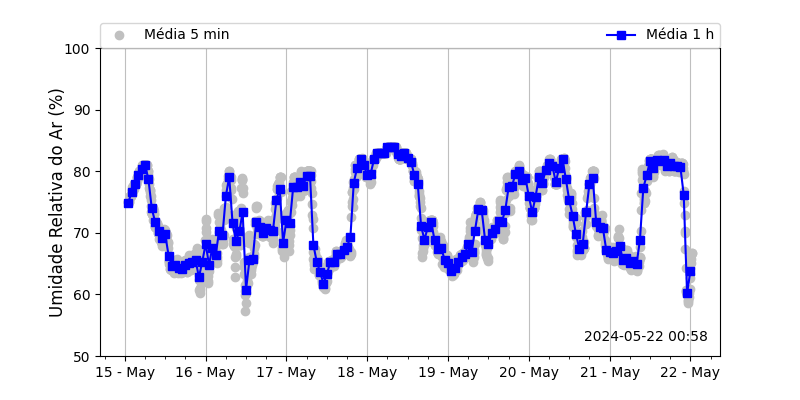 Média 5 min
Média 1 h
Umidade Relativa do Ar (%)
100
90
80
70
60
50
2024-05-22 00:58
15 - May
16 - May
17 - May
18 - May
19 - May
20 - May
21 - May
22 - May